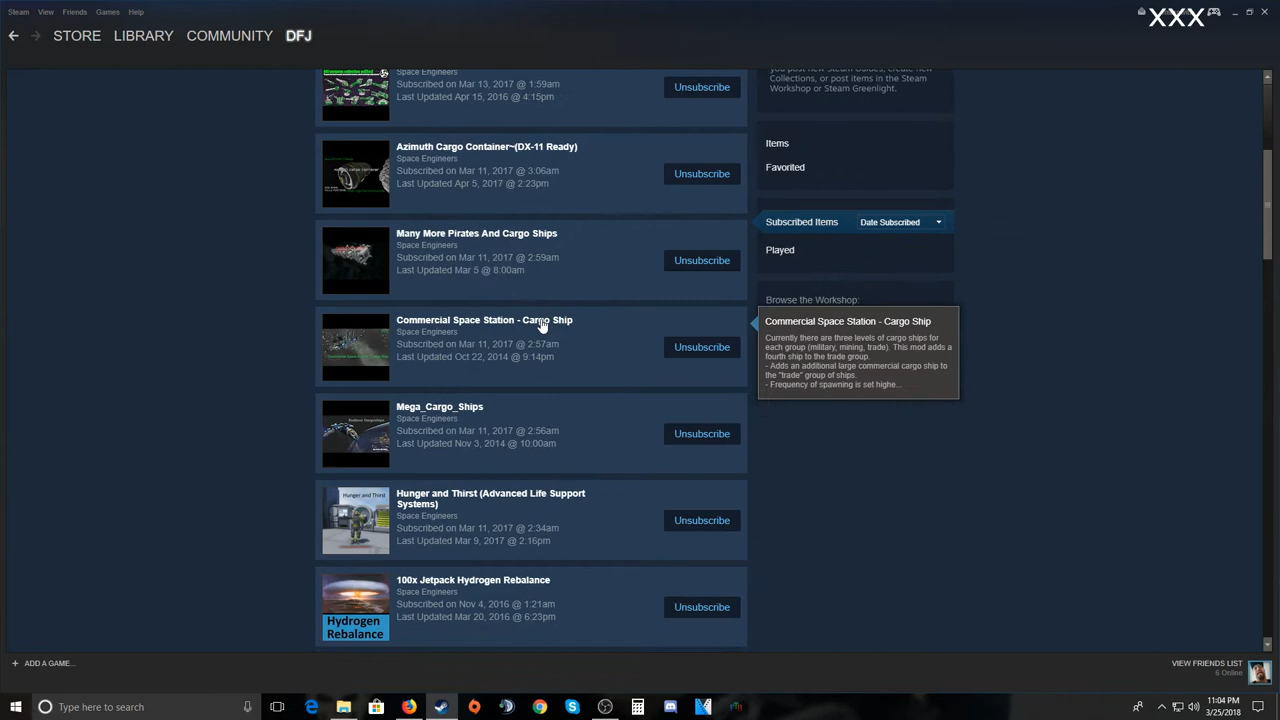 Steam View Friends Games Help
XXX
STORE LIBRARY COMMUNITY DFJ
you post new Steam Guides, create new
Collections, or post items in the Steam
Workshop or Steam Greenlight.
Space Engineers
Subscribed on Mar 13, 2017 @ 1:59am
Last Updated Apr 15, 2016 @ 4:15pm
Unsubscribe
Azimuth Cargo Container~(DX-11 Ready)
Space Engineers
Subscribed on Mar 11, 2017 @ 3:06am
Last Updated Apr 5, 2017 @ 2:23pm
Unsubscribe
Many More Pirates And Cargo Ships
Space Engineers
Subscribed on Mar 11, 2017 @ 2:59am
Last Updated Mar 5 @ 8:00am
Unsubscribe
Commercial Space Station - Cargo Ship
Space Engineers
Subscribed on Mar 11, 2017 @ 2:57am
Last Updated Oct 22, 2014 @ 9:14pm
Unsubscribe
Mega_Cargo_Ships
Space Engineers
Subscribed on Mar 11, 2017 @ 2:56am
Last Updated Nov 3, 2014 @ 10:00am
Unsubscribe
Hunger and Thirst
Hunger and Thirst (Advanced Life Support
Systems)
Space Engineers
Subscribed on Mar 11, 2017 @ 2:34am
Last Updated Mar 9, 2017 @ 2:16pm
Unsubscribe
Hydrogen
Rebalance
100x Jetpack Hydrogen Rebalance
Space Engineers
Subscribed on Nov 4, 2016 @ 1:21am
Last Updated Mar 20, 2016 @ 6:23pm
Unsubscribe
Items
Favorited
Subscribed Items Date Subscribed
Played
Browse the Workshop:
Commercial Space Station - Cargo Ship
Currently there are three levels of cargo ships for
each group (military, mining, trade). This mod adds a
fourth ship to the trade group.
- Adds an additional large commercial cargo ship to
the "trade" group of ships.
- Frequency of spawning is set highe...
ADD A GAME...
VIEW FRIENDS LIST
6 Online
Type here to search
11:04 PM
3/25/2018